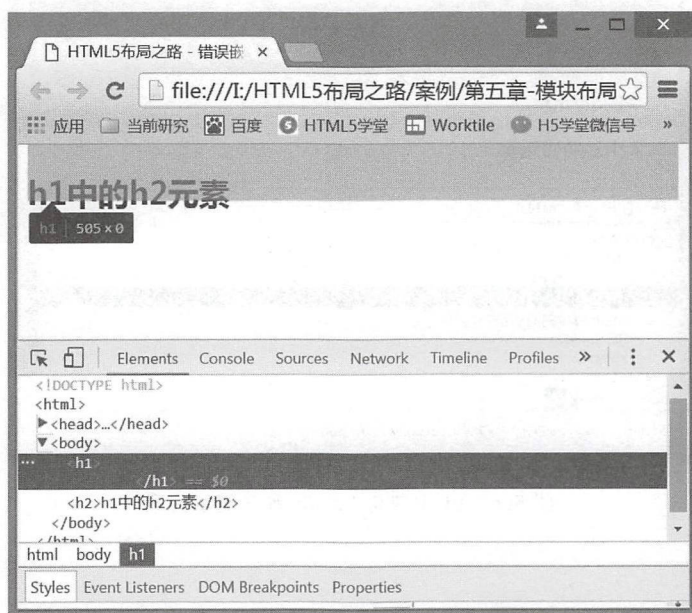 HTML5布局之路 - 错误嵌
file:///I:/HTML5布局之路/案例/第五章-模块布局
应用 当前研究 百度 HTML5学堂 Worktile H5学堂微信号 »
h1中的h2元素
h1 505×0
Elements Console Sources Network Timeline Profiles »
<!DOCTYPE html>
<html>
<head>…</head>
<body>
<h1>
</h1> == $0
<h2>h1中的h2元素</h2>
</body>
</html>
html body h1
Styles Event Listeners DOM Breakpoints Properties